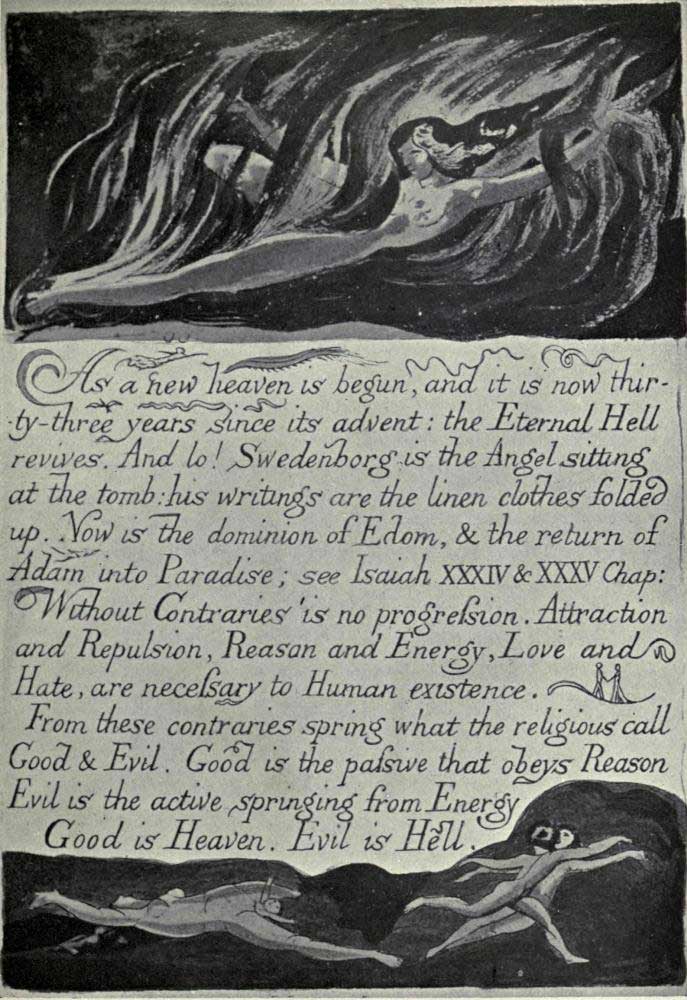 As a new heaven is begun, and it is now thir-
-ty-three years since its advent: the Eternal Hell
revives. And lo! Swedenborg is the Angel sitting
at the tomb: his writings are the linen clothes folded
up. Now is the dominion of Edom, & the return of
Adam into Paradise; see Isaiah XXXIV & XXXV Chap:
Without Contraries is no progreſsion. Attraction
and Repulsion, Reason and Energy, Love and
Hate, are neceſsary to Human existence.
From these contraries spring what the religious call
Good & Evil. Good is the paſsive that obeys Reason
Evil is the active springing from Energy
Good is Heaven. Evil is Hell.